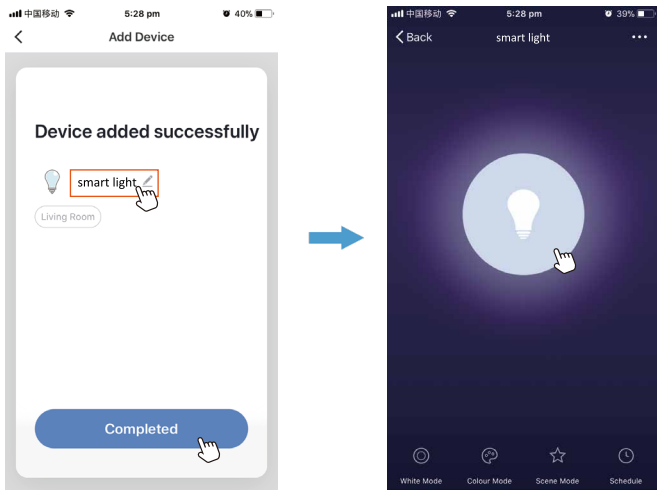 中国移动 5:28 pm 40%
Add Device
Device added successfully
smart light
Living Room
Completed
中国移动 5:28 pm 39%
Back smart light
White Mode Colour Mode Scene Mode Schedule